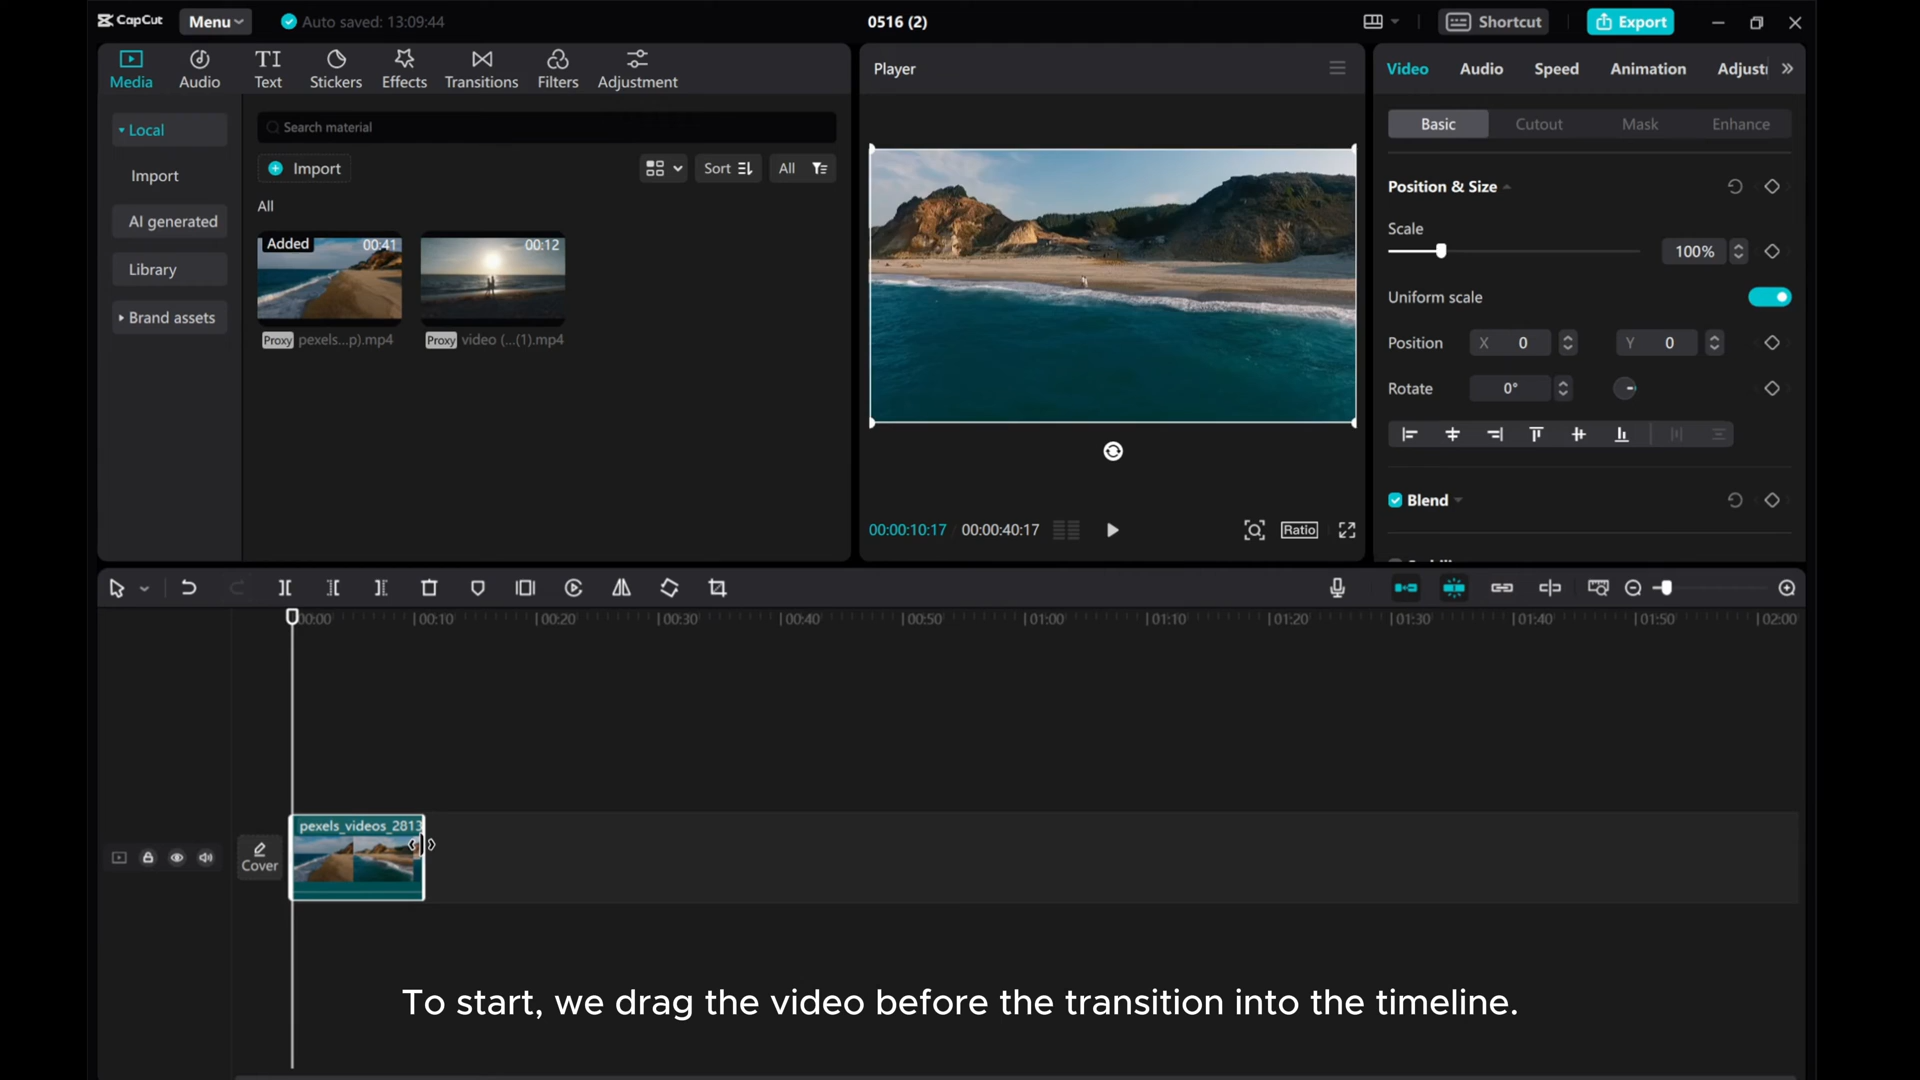 CapCut
Menu
Auto saved: 13:09:44
0516 (2)
Shortcut
Export
Media
Audio
Text
Stickers
Effects
Transitions
Filters
Adjustment
Local
Import
AI generated
Library
Brand assets
Search material
Import
Sort
All
All
Added
00:41
00:12
Proxy
pexels...p).mp4
Proxy
video (...(1).mp4
Player
00:00:10:17
00:00:40:17
Ratio
Video
Audio
Speed
Animation
Adjust
Basic
Cutout
Mask
Enhance
Position & Size
Scale
100%
Uniform scale
Position
X 0
Y 0
Rotate
0°
Blend
00:00
00:10
00:20
00:30
00:40
00:50
01:00
01:10
01:20
01:30
01:40
01:50
02:00
pexels_videos_2813
Cover
To start, we drag the video before the transition into the timeline.